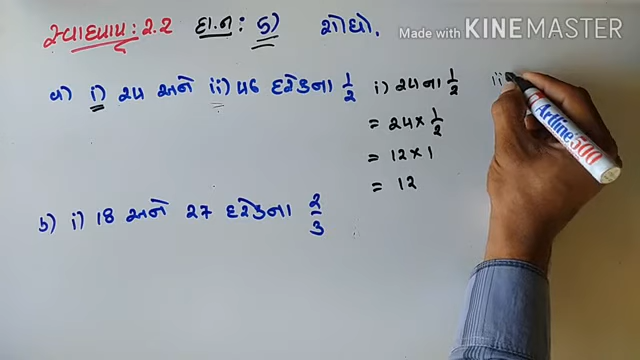 Made with KINEMASTER
સ્વાધ્યાય: 2.2 દા.ન: 5) શોધો.
a) i) 24 અને ii) 46 દરેકના 1/2
i) 24ના 1/2
= 24 × 1/2
= 12 × 1
= 12
ii)
b) i) 18 અને 27 દરેકના 2/3
Artline 500